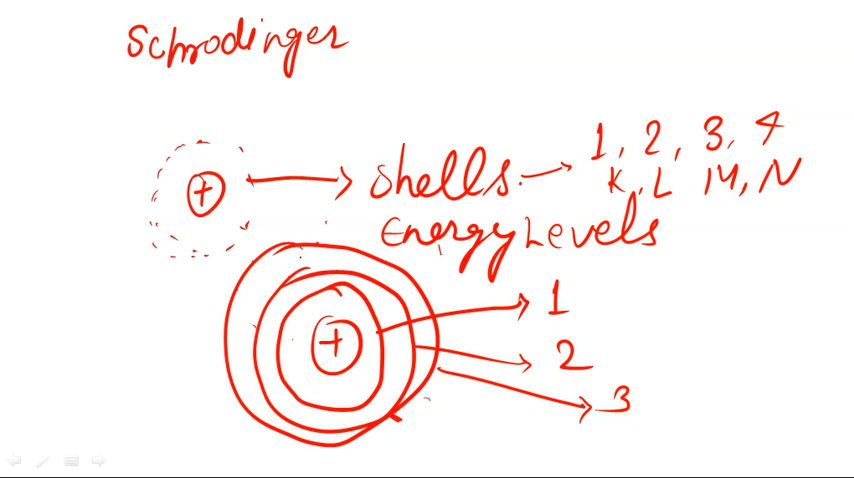 Schrodinger
+ shells. 1, 2, 3, 4
K, L M, N
Energy Levels
+ 1
2
3